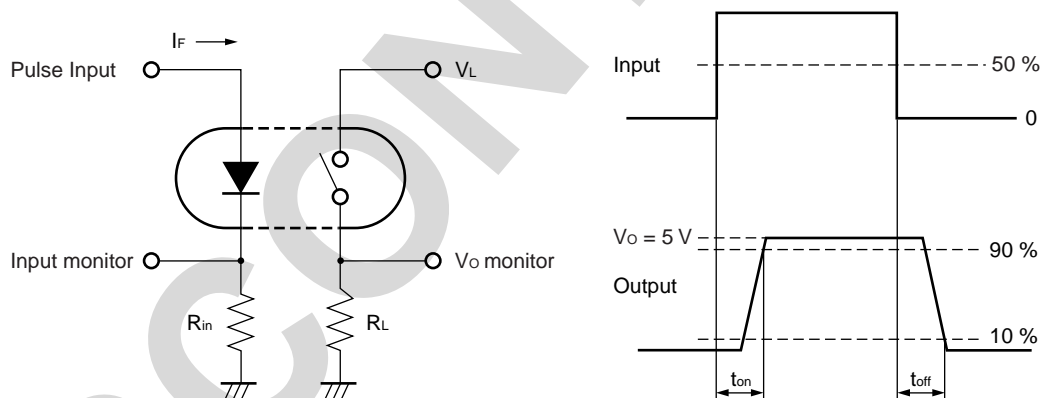 IF
Pulse Input
VL
Input monitor
VO monitor
Rin
RL
Input
50 %
0
VO = 5 V
90 %
Output
10 %
ton
toff